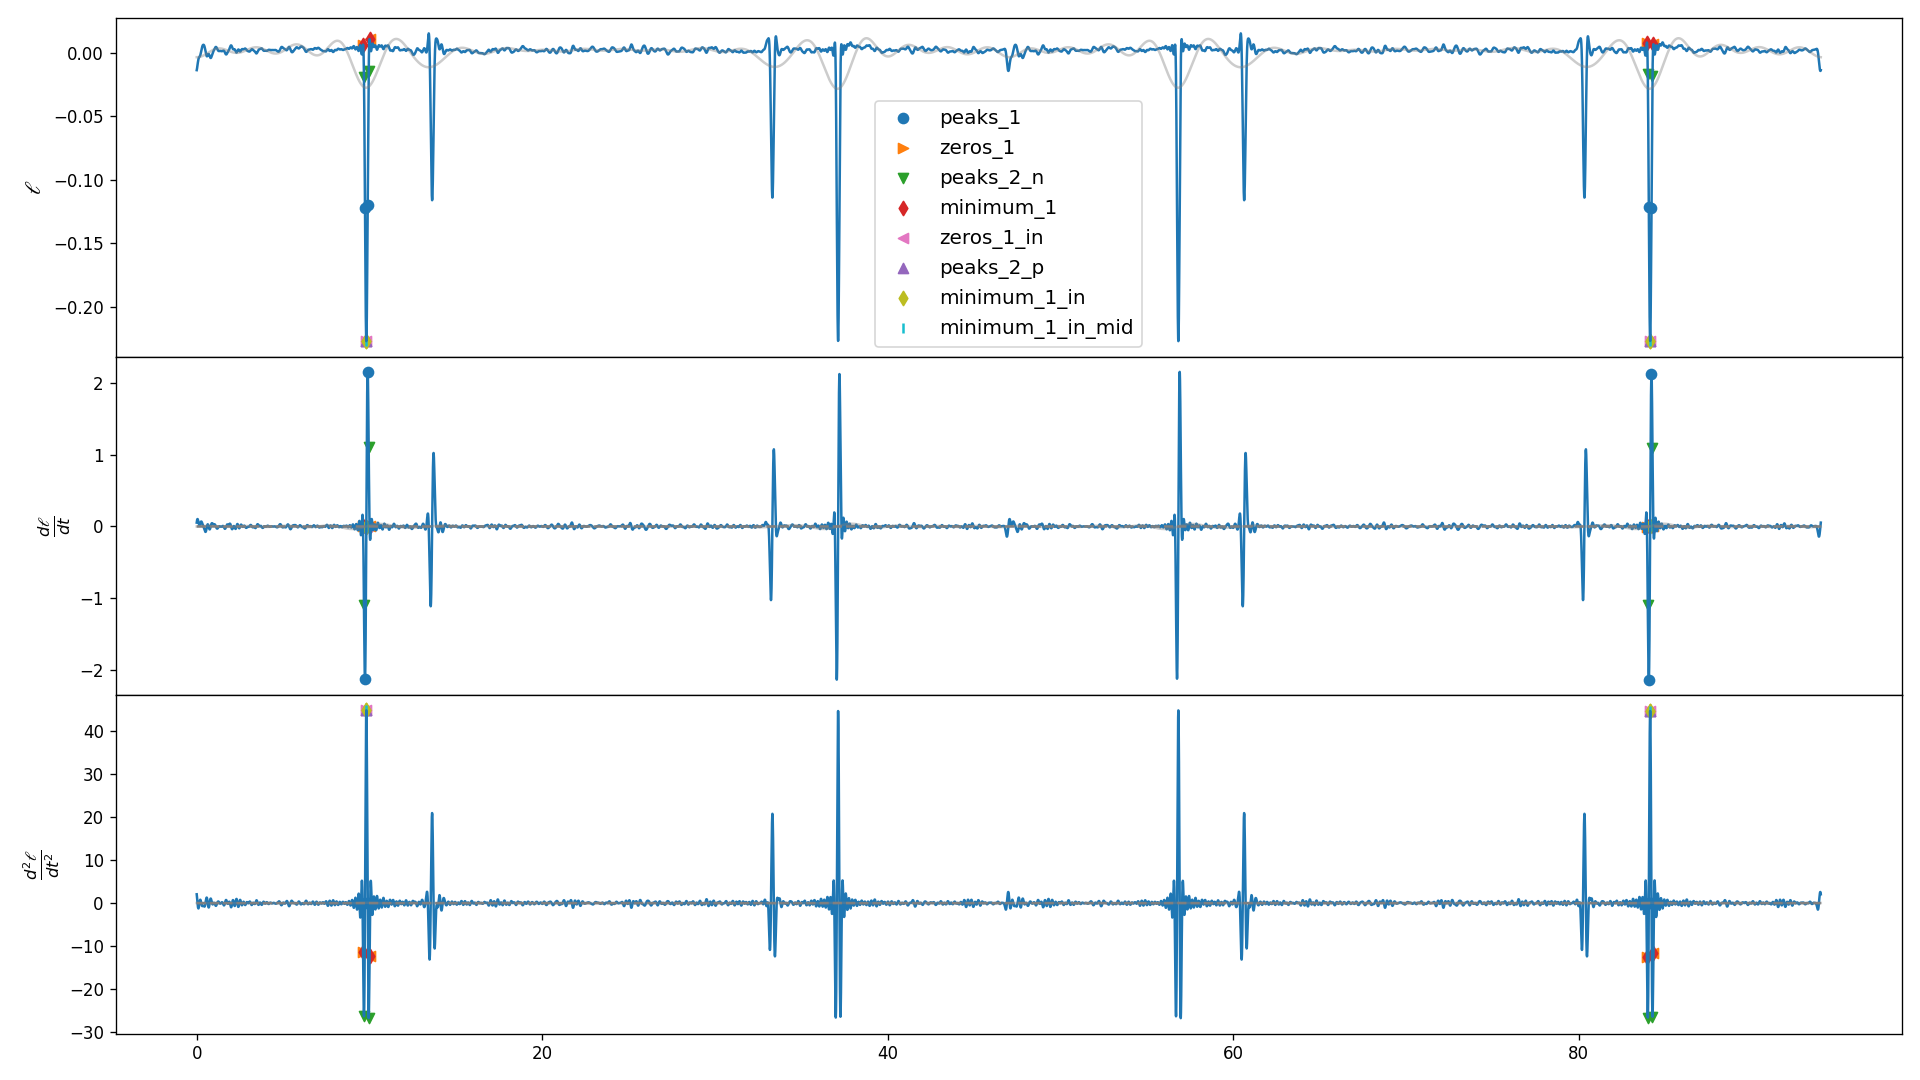 0.00
−0.05
−0.10
−0.15
−0.20
ℓ
peaks_1
zeros_1
peaks_2_n
minimum_1
zeros_1_in
peaks_2_p
minimum_1_in
minimum_1_in_mid
2
1
0
−1
−2
dℓ
dt
40
30
20
10
0
−10
−20
−30
d²ℓ
dt²
0 20 40 60 80